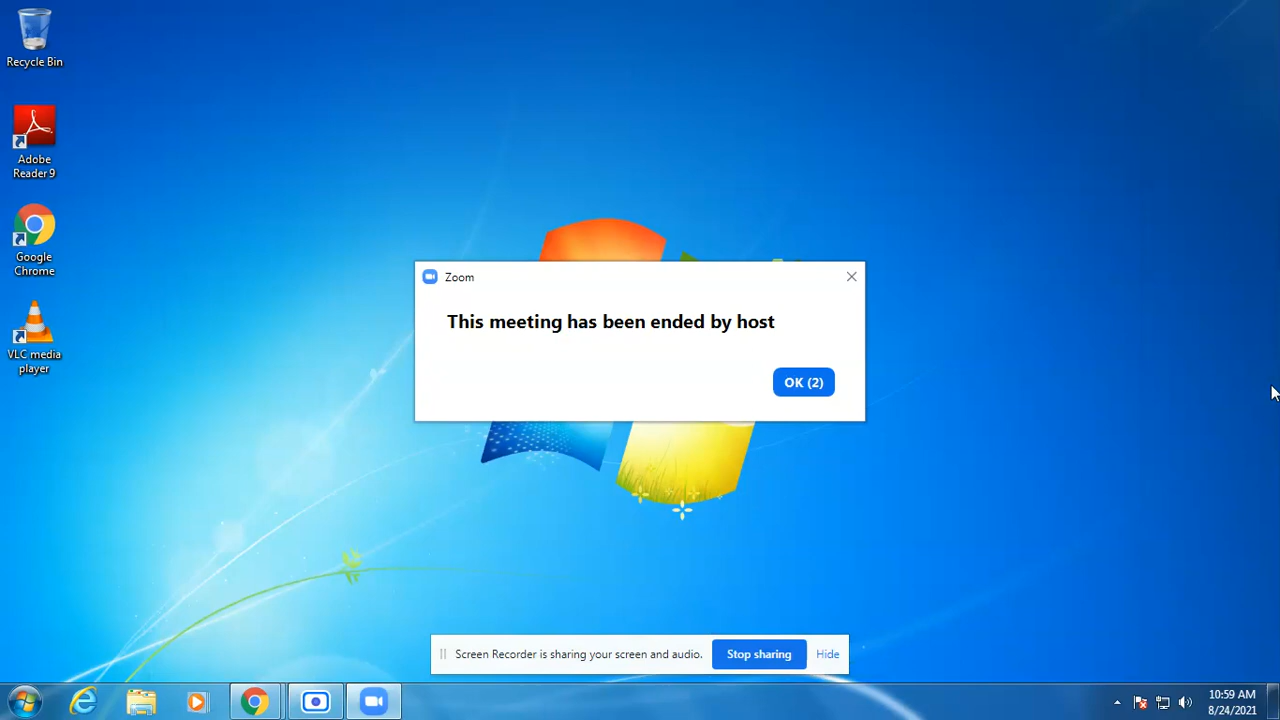 Recycle Bin
Adobe
Reader 9
Google
Chrome
VLC media
player
Zoom
This meeting has been ended by host
OK (2)
Screen Recorder is sharing your screen and audio.
Stop sharing
Hide
10:59 AM
8/24/2021